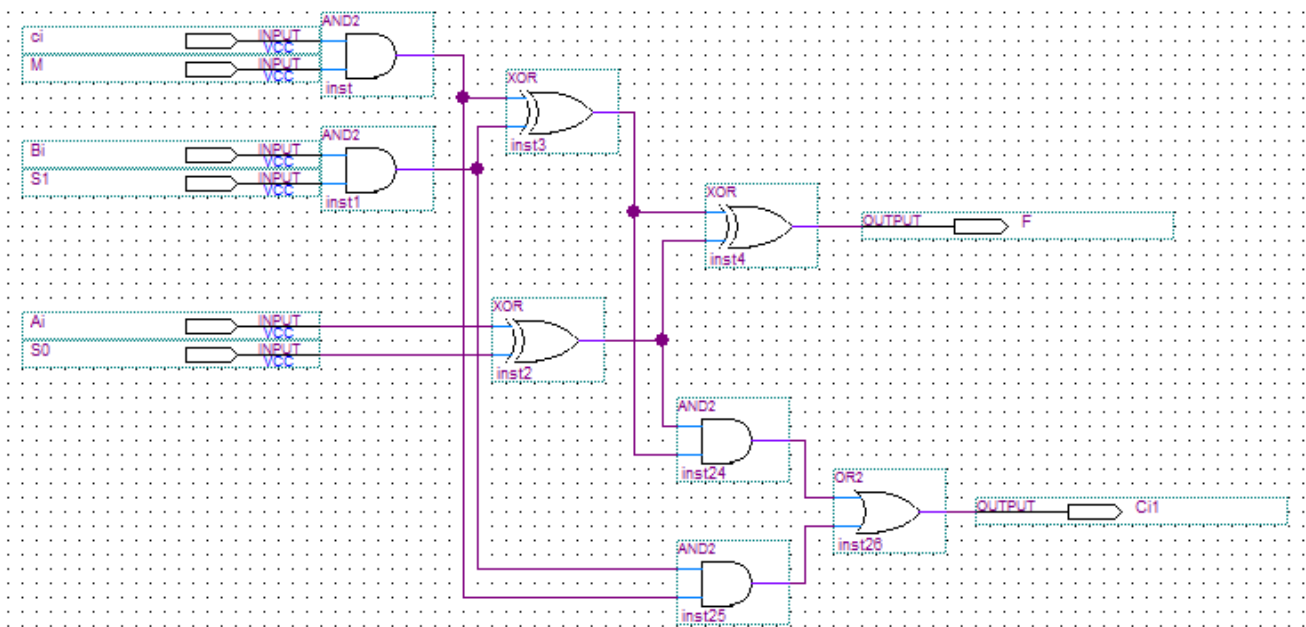 AND2
ci
INPUT
VCC
M
INPUT
VCC
inst
XOR
inst3
AND2
Bi
INPUT
VCC
S1
INPUT
VCC
inst1
XOR
OUTPUT
F
inst4
XOR
Ai
INPUT
VCC
S0
INPUT
VCC
inst2
AND2
inst24
OR2
OUTPUT
Ci1
inst26
AND2
inst25